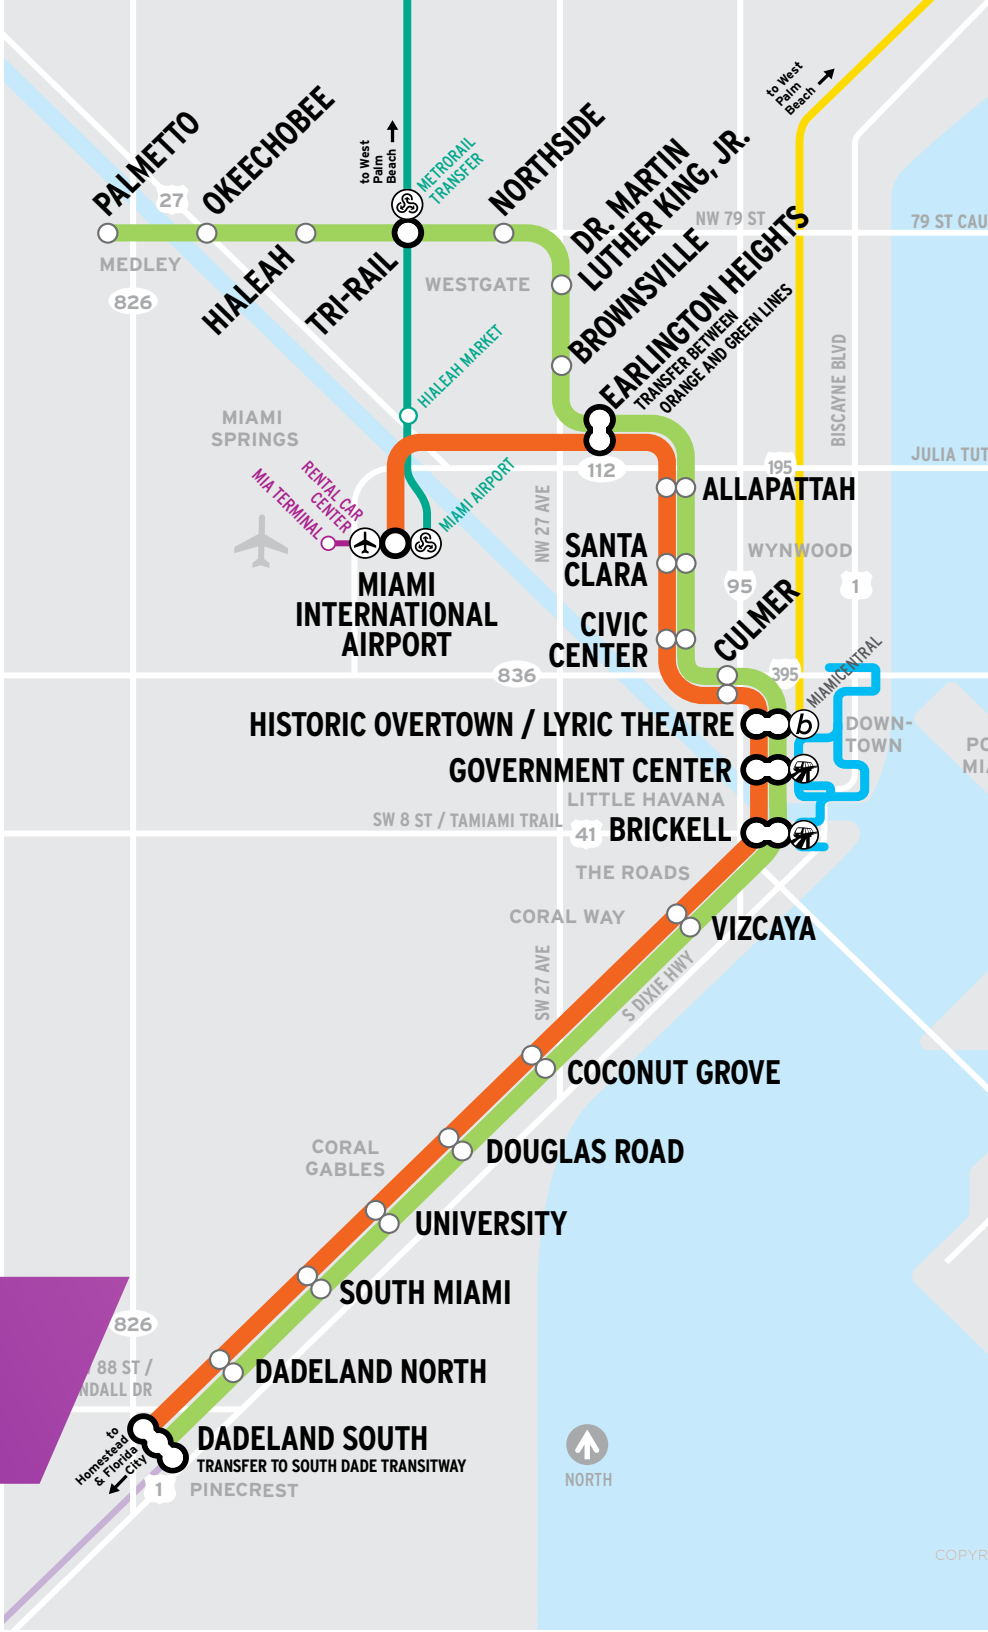 to West
Palm
Beach
to West
Palm
Beach
PALMETTO
27
OKEECHOBEE
METRORAIL
TRANSFER
NORTHSIDE
DR. MARTIN
LUTHER KING, JR.
NW 79 ST
79 ST CAU
MEDLEY
826
HIALEAH
TRI-RAIL
WESTGATE
BROWNSVILLE
EARLINGTON HEIGHTS
TRANSFER BETWEEN
ORANGE AND GREEN LINES
HIALEAH MARKET
BISCAYNE BLVD
MIAMI
SPRINGS
112
195
JULIA TUT
RENTAL CAR
CENTER
MIA TERMINAL
MIAMI AIRPORT
NW 27 AVE
ALLAPATTAH
SANTA
CLARA
WYNWOOD
MIAMI
INTERNATIONAL
AIRPORT
95
1
CULMER
CIVIC
CENTER
836
395
MIAMICENTRAL
HISTORIC OVERTOWN / LYRIC THEATRE
b
DOWN-
TOWN
PO
MIA
GOVERNMENT CENTER
LITTLE HAVANA
SW 8 ST / TAMIAMI TRAIL
41
BRICKELL
THE ROADS
CORAL WAY
VIZCAYA
SW 27 AVE
S DIXIE HWY
COCONUT GROVE
CORAL
GABLES
DOUGLAS ROAD
UNIVERSITY
SOUTH MIAMI
826
88 ST /
NDALL DR
DADELAND NORTH
to
Homestead
& Florida
City
DADELAND SOUTH
TRANSFER TO SOUTH DADE TRANSITWAY
1
PINECREST
NORTH
COPYR